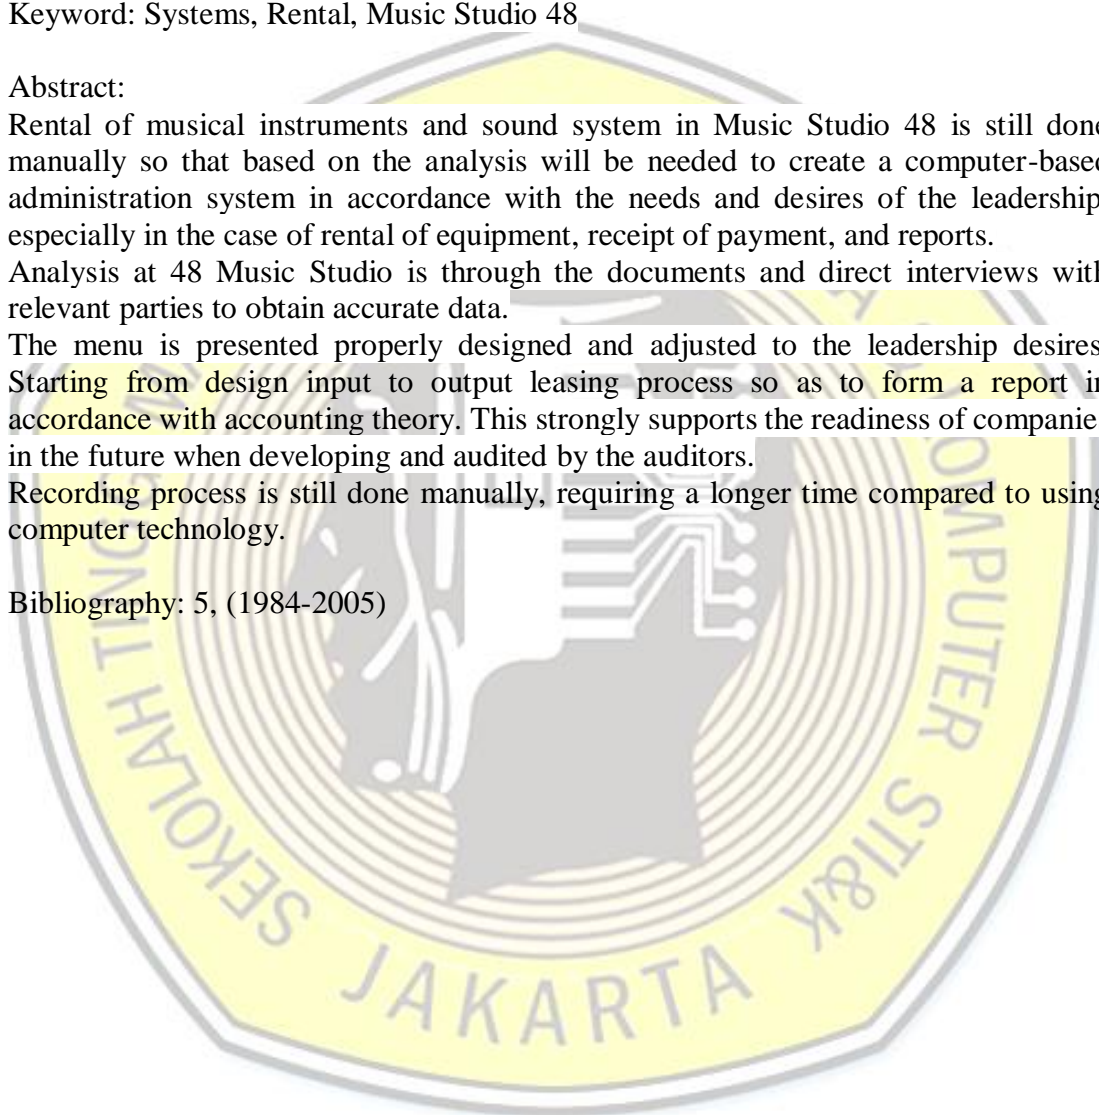 Keyword: Systems, Rental, Music Studio 48
Abstract:
Rental of musical instruments and sound system in Music Studio 48 is still done
manually so that based on the analysis will be needed to create a computer-based
administration system in accordance with the needs and desires of the leadership
especially in the case of rental of equipment, receipt of payment, and reports.
Analysis at 48 Music Studio is through the documents and direct interviews with
relevant parties to obtain accurate data.
The menu is presented properly designed and adjusted to the leadership desires
Starting from design input to output leasing process so as to form a report in
accordance with accounting theory. This strongly supports the readiness of companie
in the future when developing and audited by the auditors.
Recording process is still done manually, requiring a longer time compared to using
computer technology.
Bibliography: 5, (1984-2005)
SEKOLAH TINGG
KOMPUTER STI&K
JAKARTA